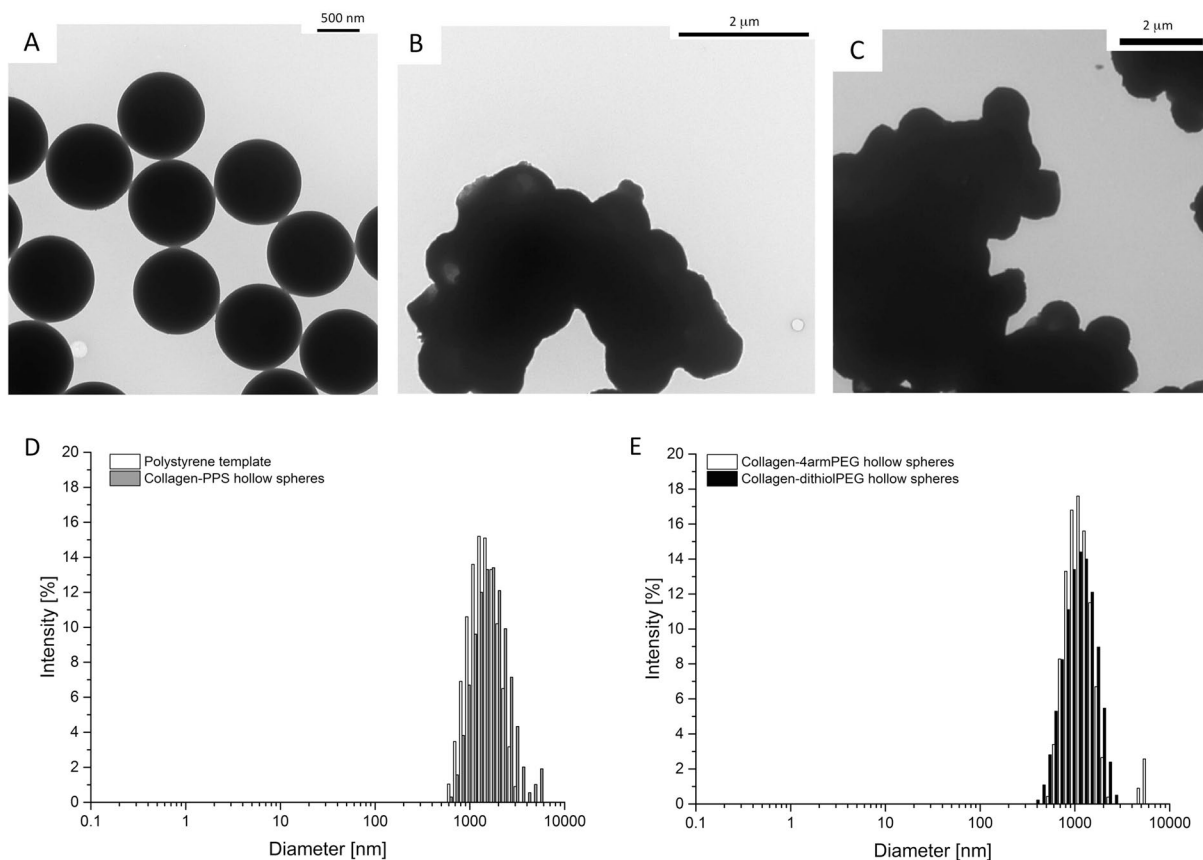 A
500 nm
B
2 μm
C
2 μm
D
Polystyrene template
Collagen-PPS hollow spheres
Intensity [%]
20
18
16
14
12
10
8
6
4
2
0
0.1
1
10
100
1000
10000
Diameter [nm]
E
Collagen-4armPEG hollow spheres
Collagen-dithiolPEG hollow spheres
Intensity [%]
20
18
16
14
12
10
8
6
4
2
0
0.1
1
10
100
1000
10000
Diameter [nm]